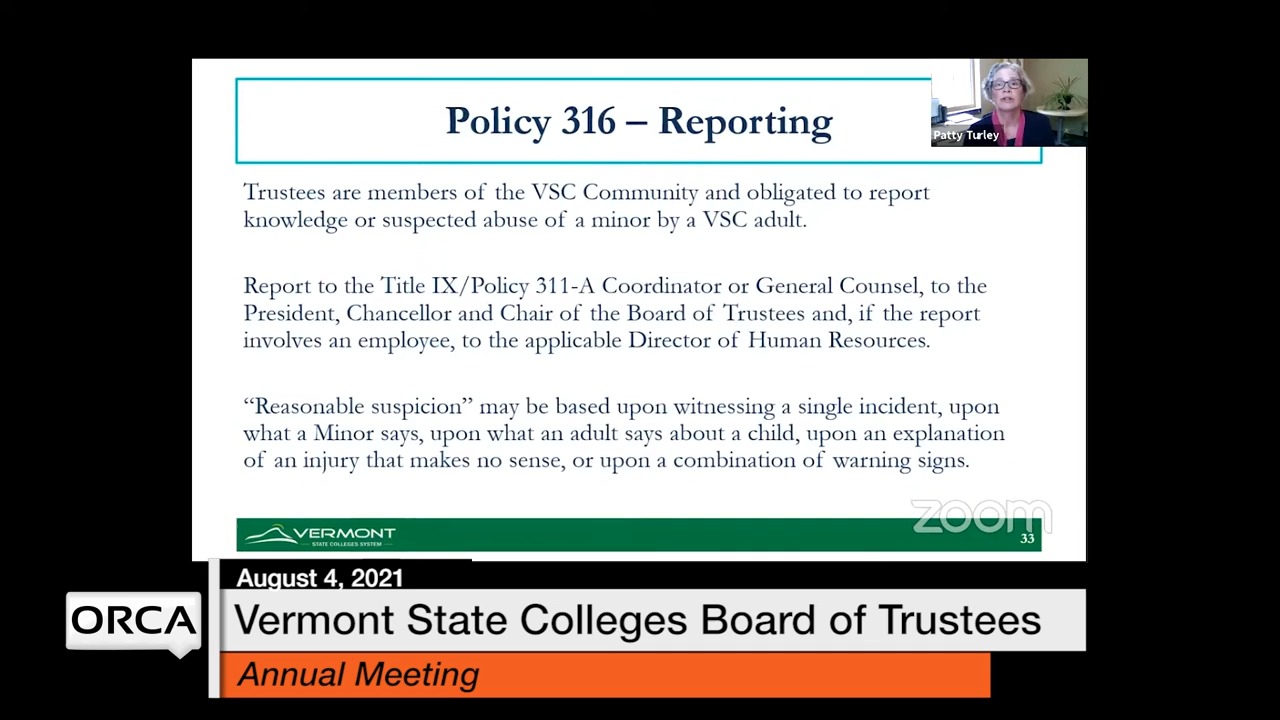 Policy 316 – Reporting
Patty Turley
Trustees are members of the VSC Community and obligated to report
knowledge or suspected abuse of a minor by a VSC adult.
Report to the Title IX/Policy 311-A Coordinator or General Counsel, to the
President, Chancellor and Chair of the Board of Trustees and, if the report
involves an employee, to the applicable Director of Human Resources.
“Reasonable suspicion” may be based upon witnessing a single incident, upon
what a Minor says, upon what an adult says about a child, upon an explanation
of an injury that makes no sense, or upon a combination of warning signs.
zoom
VERMONT
STATE COLLEGES SYSTEM
33
August 4, 2021
ORCA
Vermont State Colleges Board of Trustees
Annual Meeting